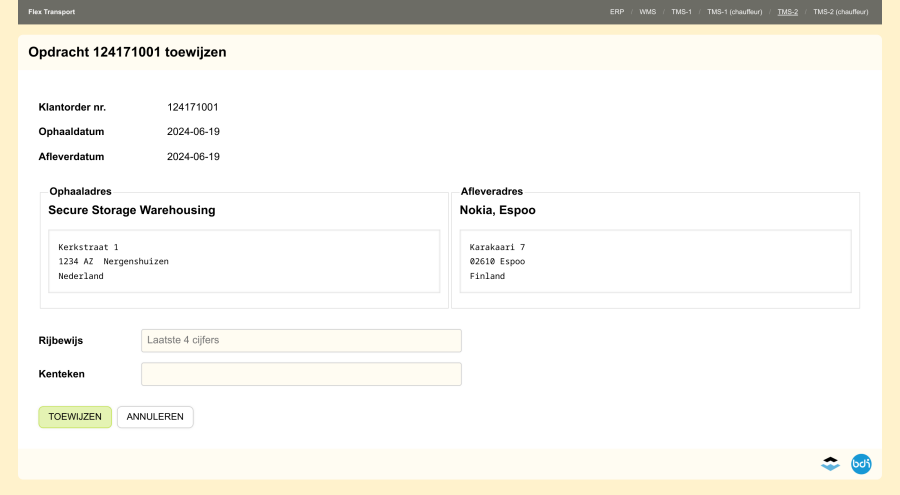 Flex Transport
ERP / WMS / TMS-1 / TMS-1 (chauffeur) / TMS-2 / TMS-2 (chauffeur)
Opdracht 124171001 toewijzen
Klantorder nr. 124171001
Ophaaldatum 2024-06-19
Afleverdatum 2024-06-19
Ophaaladres
Secure Storage Warehousing
Kerkstraat 1
1234 AZ  Nergenshuizen
Nederland
Afleveradres
Nokia, Espoo
Karakaari 7
02610 Espoo
Finland
Rijbewijs Laatste 4 cijfers
Kenteken
TOEWIJZEN ANNULEREN
bdi